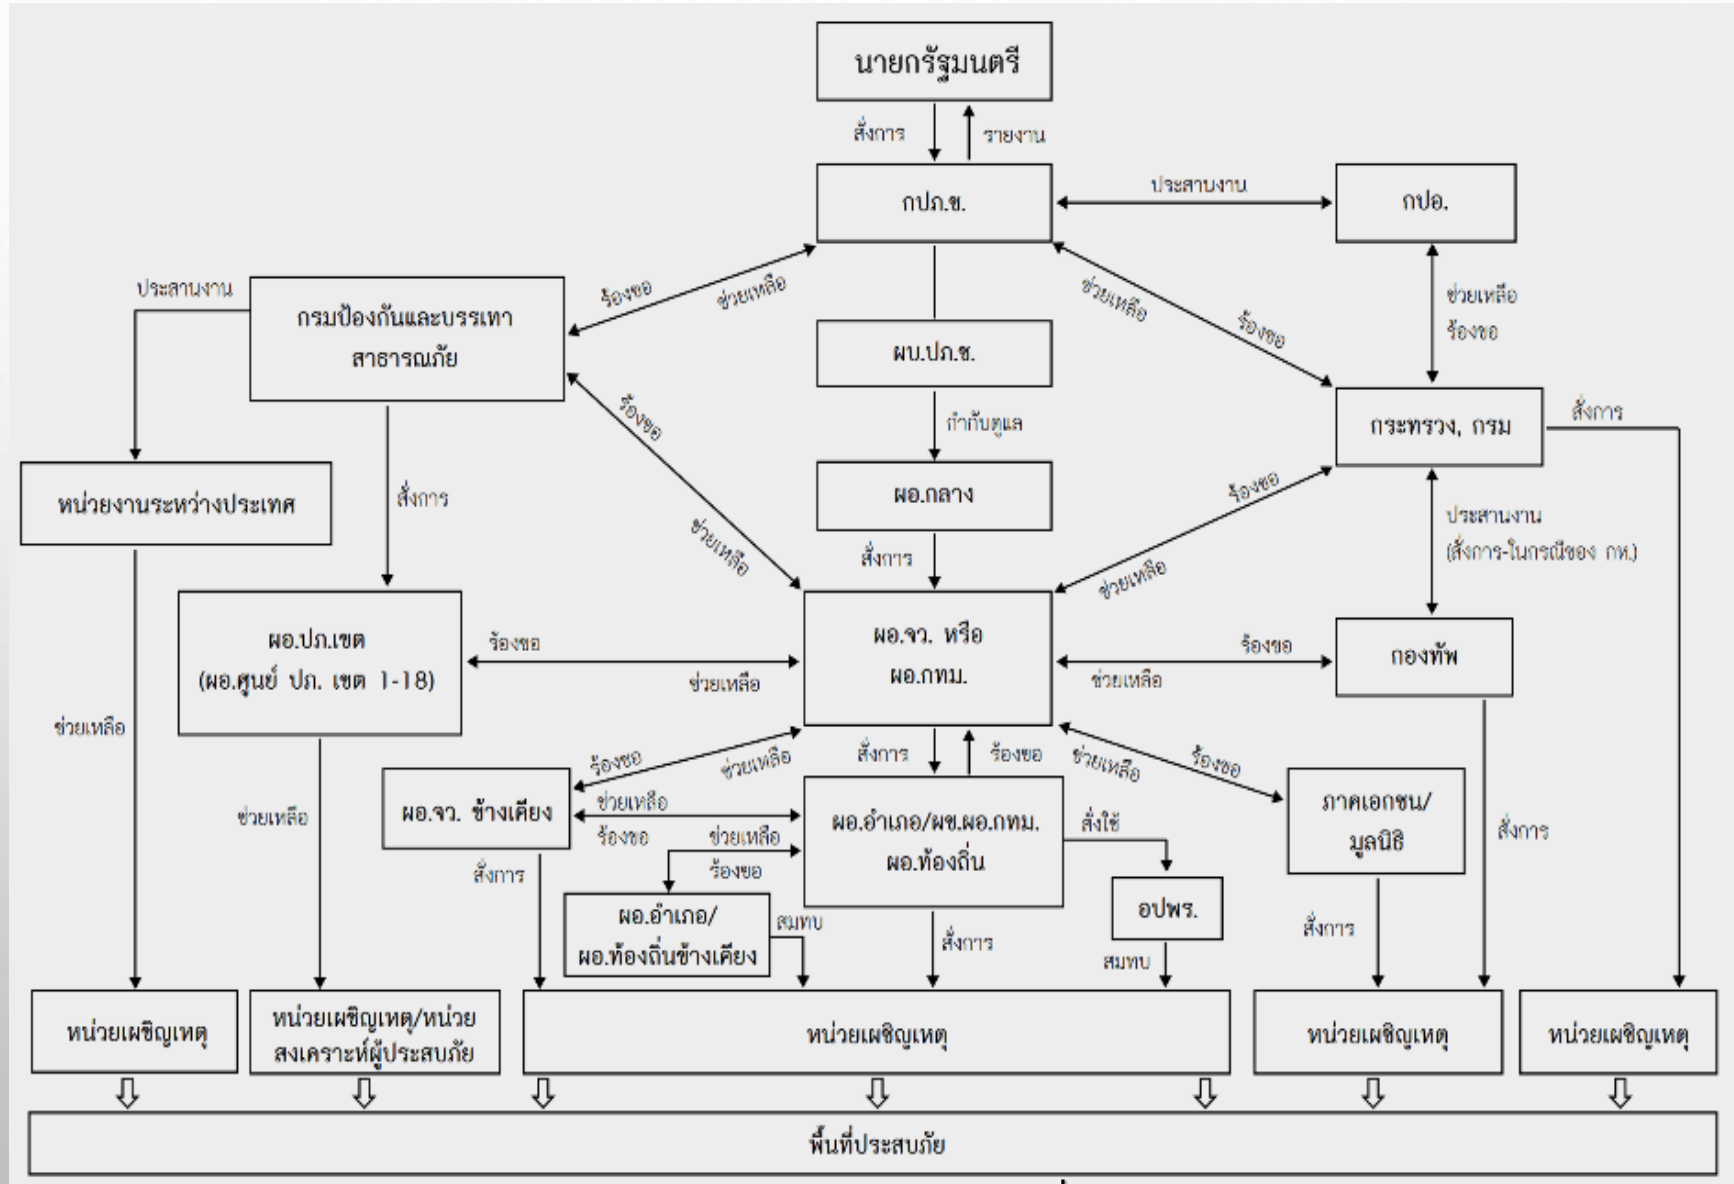 นายกรัฐมนตรี
สั่งการ
รายงาน
กปภ.ช.
ประสานงาน
กปอ.
ประสานงาน
กรมป้องกันและบรรเทา
สาธารณภัย
ร้องขอ
ช่วยเหลือ
ช่วยเหลือ
ร้องขอ
ช่วยเหลือ
ร้องขอ
ผบ.ปภ.ช.
กำกับดูแล
กระทรวง, กรม
สั่งการ
ร้องขอ
ช่วยเหลือ
หน่วยงานระหว่างประเทศ
สั่งการ
ผอ.กลาง
สั่งการ
ร้องขอ
ช่วยเหลือ
ประสานงาน
(สั่งการ-ในกรณีของ กห.)
ผอ.ปภ.เขต
(ผอ.ศูนย์ ปภ. เขต 1-18)
ร้องขอ
ช่วยเหลือ
ผอ.จว. หรือ
ผอ.กทม.
ร้องขอ
ช่วยเหลือ
กองทัพ
ช่วยเหลือ
ร้องขอ
ช่วยเหลือ
สั่งการ
ร้องขอ
ช่วยเหลือ
ร้องขอ
ช่วยเหลือ
ผอ.จว. ข้างเคียง
ช่วยเหลือ
ร้องขอ
ช่วยเหลือ
ร้องขอ
ผอ.อำเภอ/ผช.ผอ.กทม.
ผอ.ท้องถิ่น
สั่งใช้
ภาคเอกชน/
มูลนิธิ
สั่งการ
สั่งการ
ผอ.อำเภอ/
ผอ.ท้องถิ่นข้างเคียง
สมทบ
สั่งการ
อปพร.
สมทบ
สั่งการ
หน่วยเผชิญเหตุ
หน่วยเผชิญเหตุ/หน่วย
สงเคราะห์ผู้ประสบภัย
หน่วยเผชิญเหตุ
หน่วยเผชิญเหตุ
หน่วยเผชิญเหตุ
พื้นที่ประสบภัย